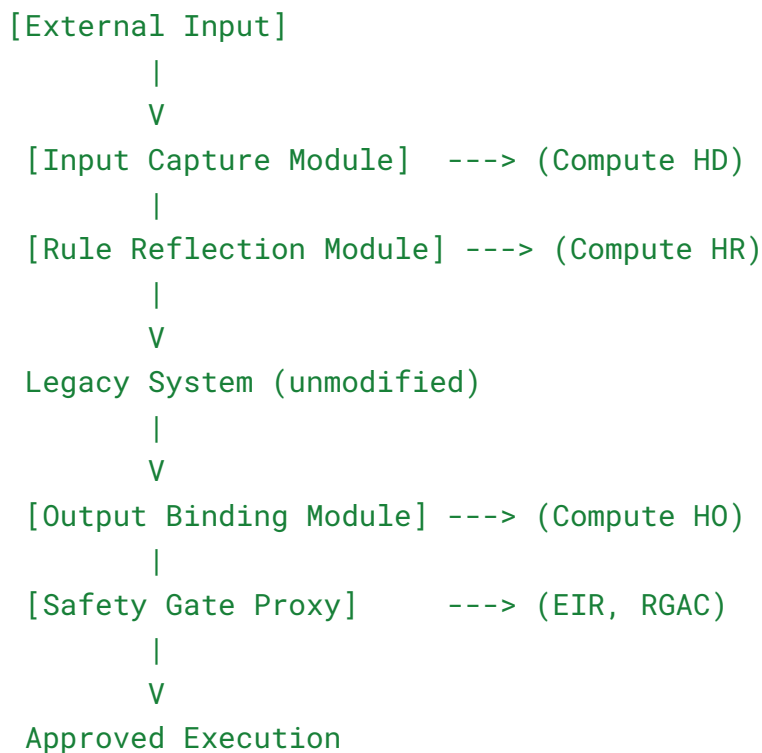 [External Input]
|
V
[Input Capture Module] ---> (Compute HD)
|
[Rule Reflection Module] ---> (Compute HR)
|
V
Legacy System (unmodified)
|
V
[Output Binding Module] ---> (Compute HO)
|
[Safety Gate Proxy] ---> (EIR, RGAC)
|
V
Approved Execution